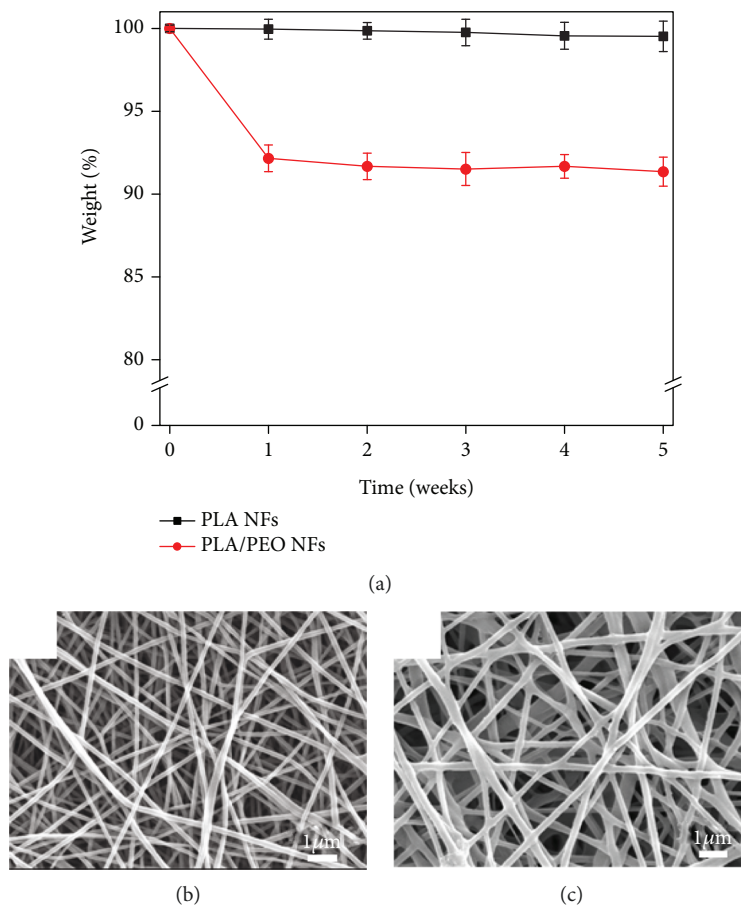 100
95
90
85
80
0
Weight (%)
0 1 2 3 4 5
Time (weeks)
PLA NFs
PLA/PEO NFs
(a)
1μm
1μm
(b)
(c)